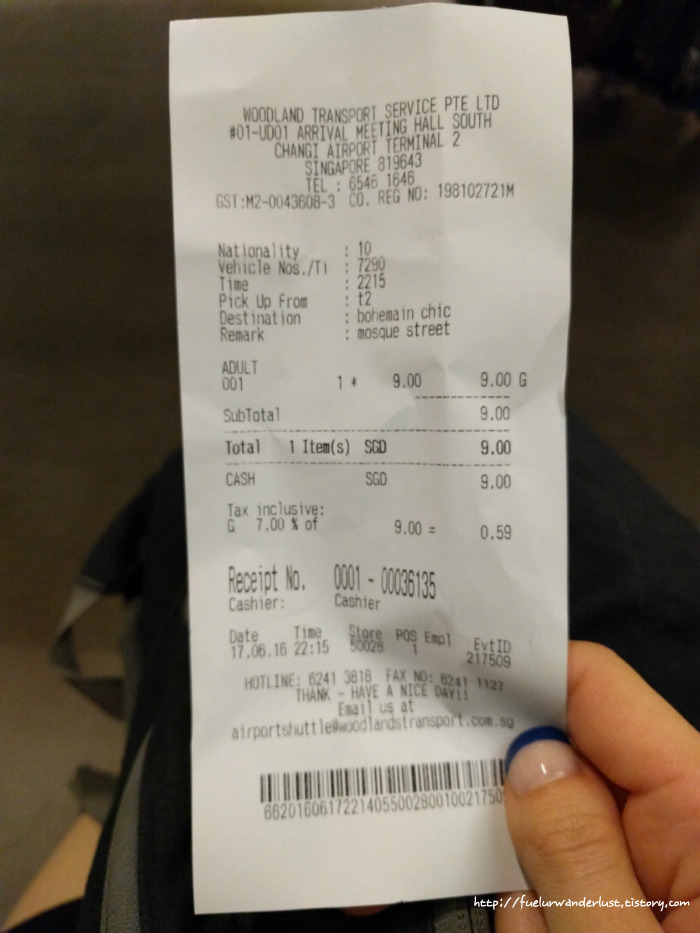 WOODLAND TRANSPORT SERVICE PTE LTD
#01-UD01 ARRIVAL MEETING HALL SOUTH
CHANGI AIRPORT TERMINAL 2
SINGAPORE 819643
TEL : 6546 1646
GST:M2-0043608-3 CO. REG NO: 198102721M
Nationality : 10
Vehicle Nos./Ti : 7290
Time : 2215
Pick Up From : t2
Destination : bohemain chic
Remark : mosque street
ADULT
001 1 * 9.00 9.00 G
SubTotal 9.00
Total 1 Item(s) SGD 9.00
CASH SGD 9.00
Tax inclusive:
G 7.00 % of 9.00 = 0.59
Receipt No. 0001 - 00036135
Cashier: Cashier
Date Time Store POS Empl EvtID
17.06.16 22:15 50028 1 217509
HOTLINE: 6241 3818 FAX NO: 6241 1127
THANK - HAVE A NICE DAY!!
Email us at
airportshuttle@woodlandstransport.com.sg
6620160617221405500280010021750
http://fuelurwanderlust.tistory.com